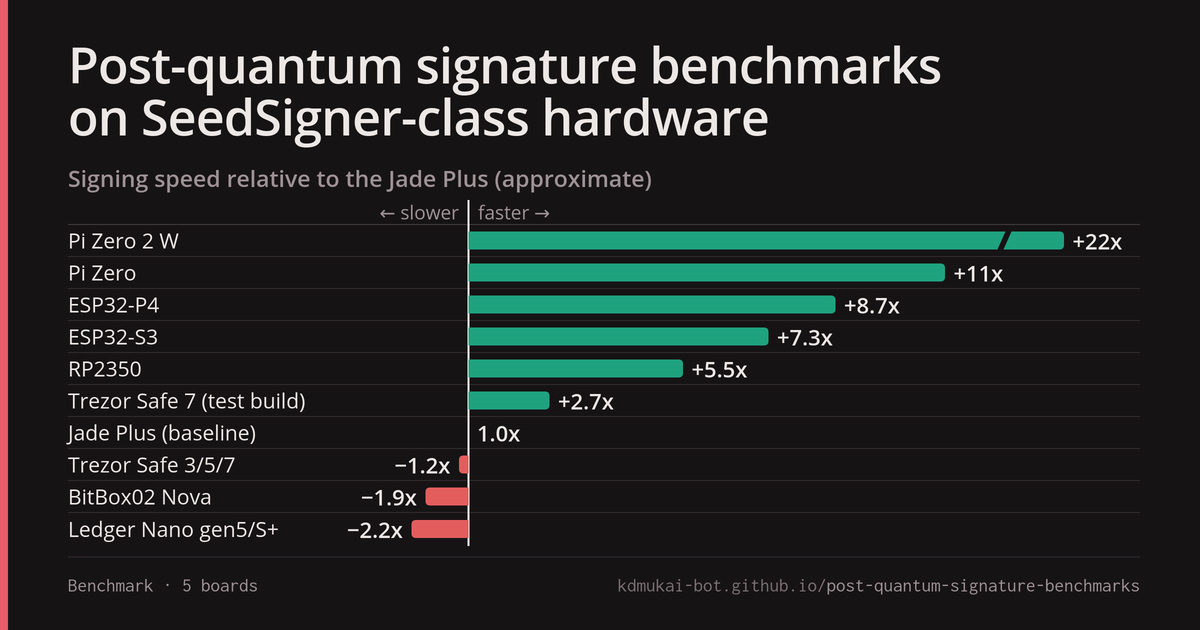 Post-quantum signature benchmarks
on SeedSigner-class hardware
Signing speed relative to the Jade Plus (approximate)
← slower faster →
Pi Zero 2 W +22x
Pi Zero +11x
ESP32-P4 +8.7x
ESP32-S3 +7.3x
RP2350 +5.5x
Trezor Safe 7 (test build) +2.7x
Jade Plus (baseline) 1.0x
Trezor Safe 3/5/7 −1.2x
BitBox02 Nova −1.9x
Ledger Nano gen5/S+ −2.2x
Benchmark · 5 boards kdmukai-bot.github.io/post-quantum-signature-benchmarks